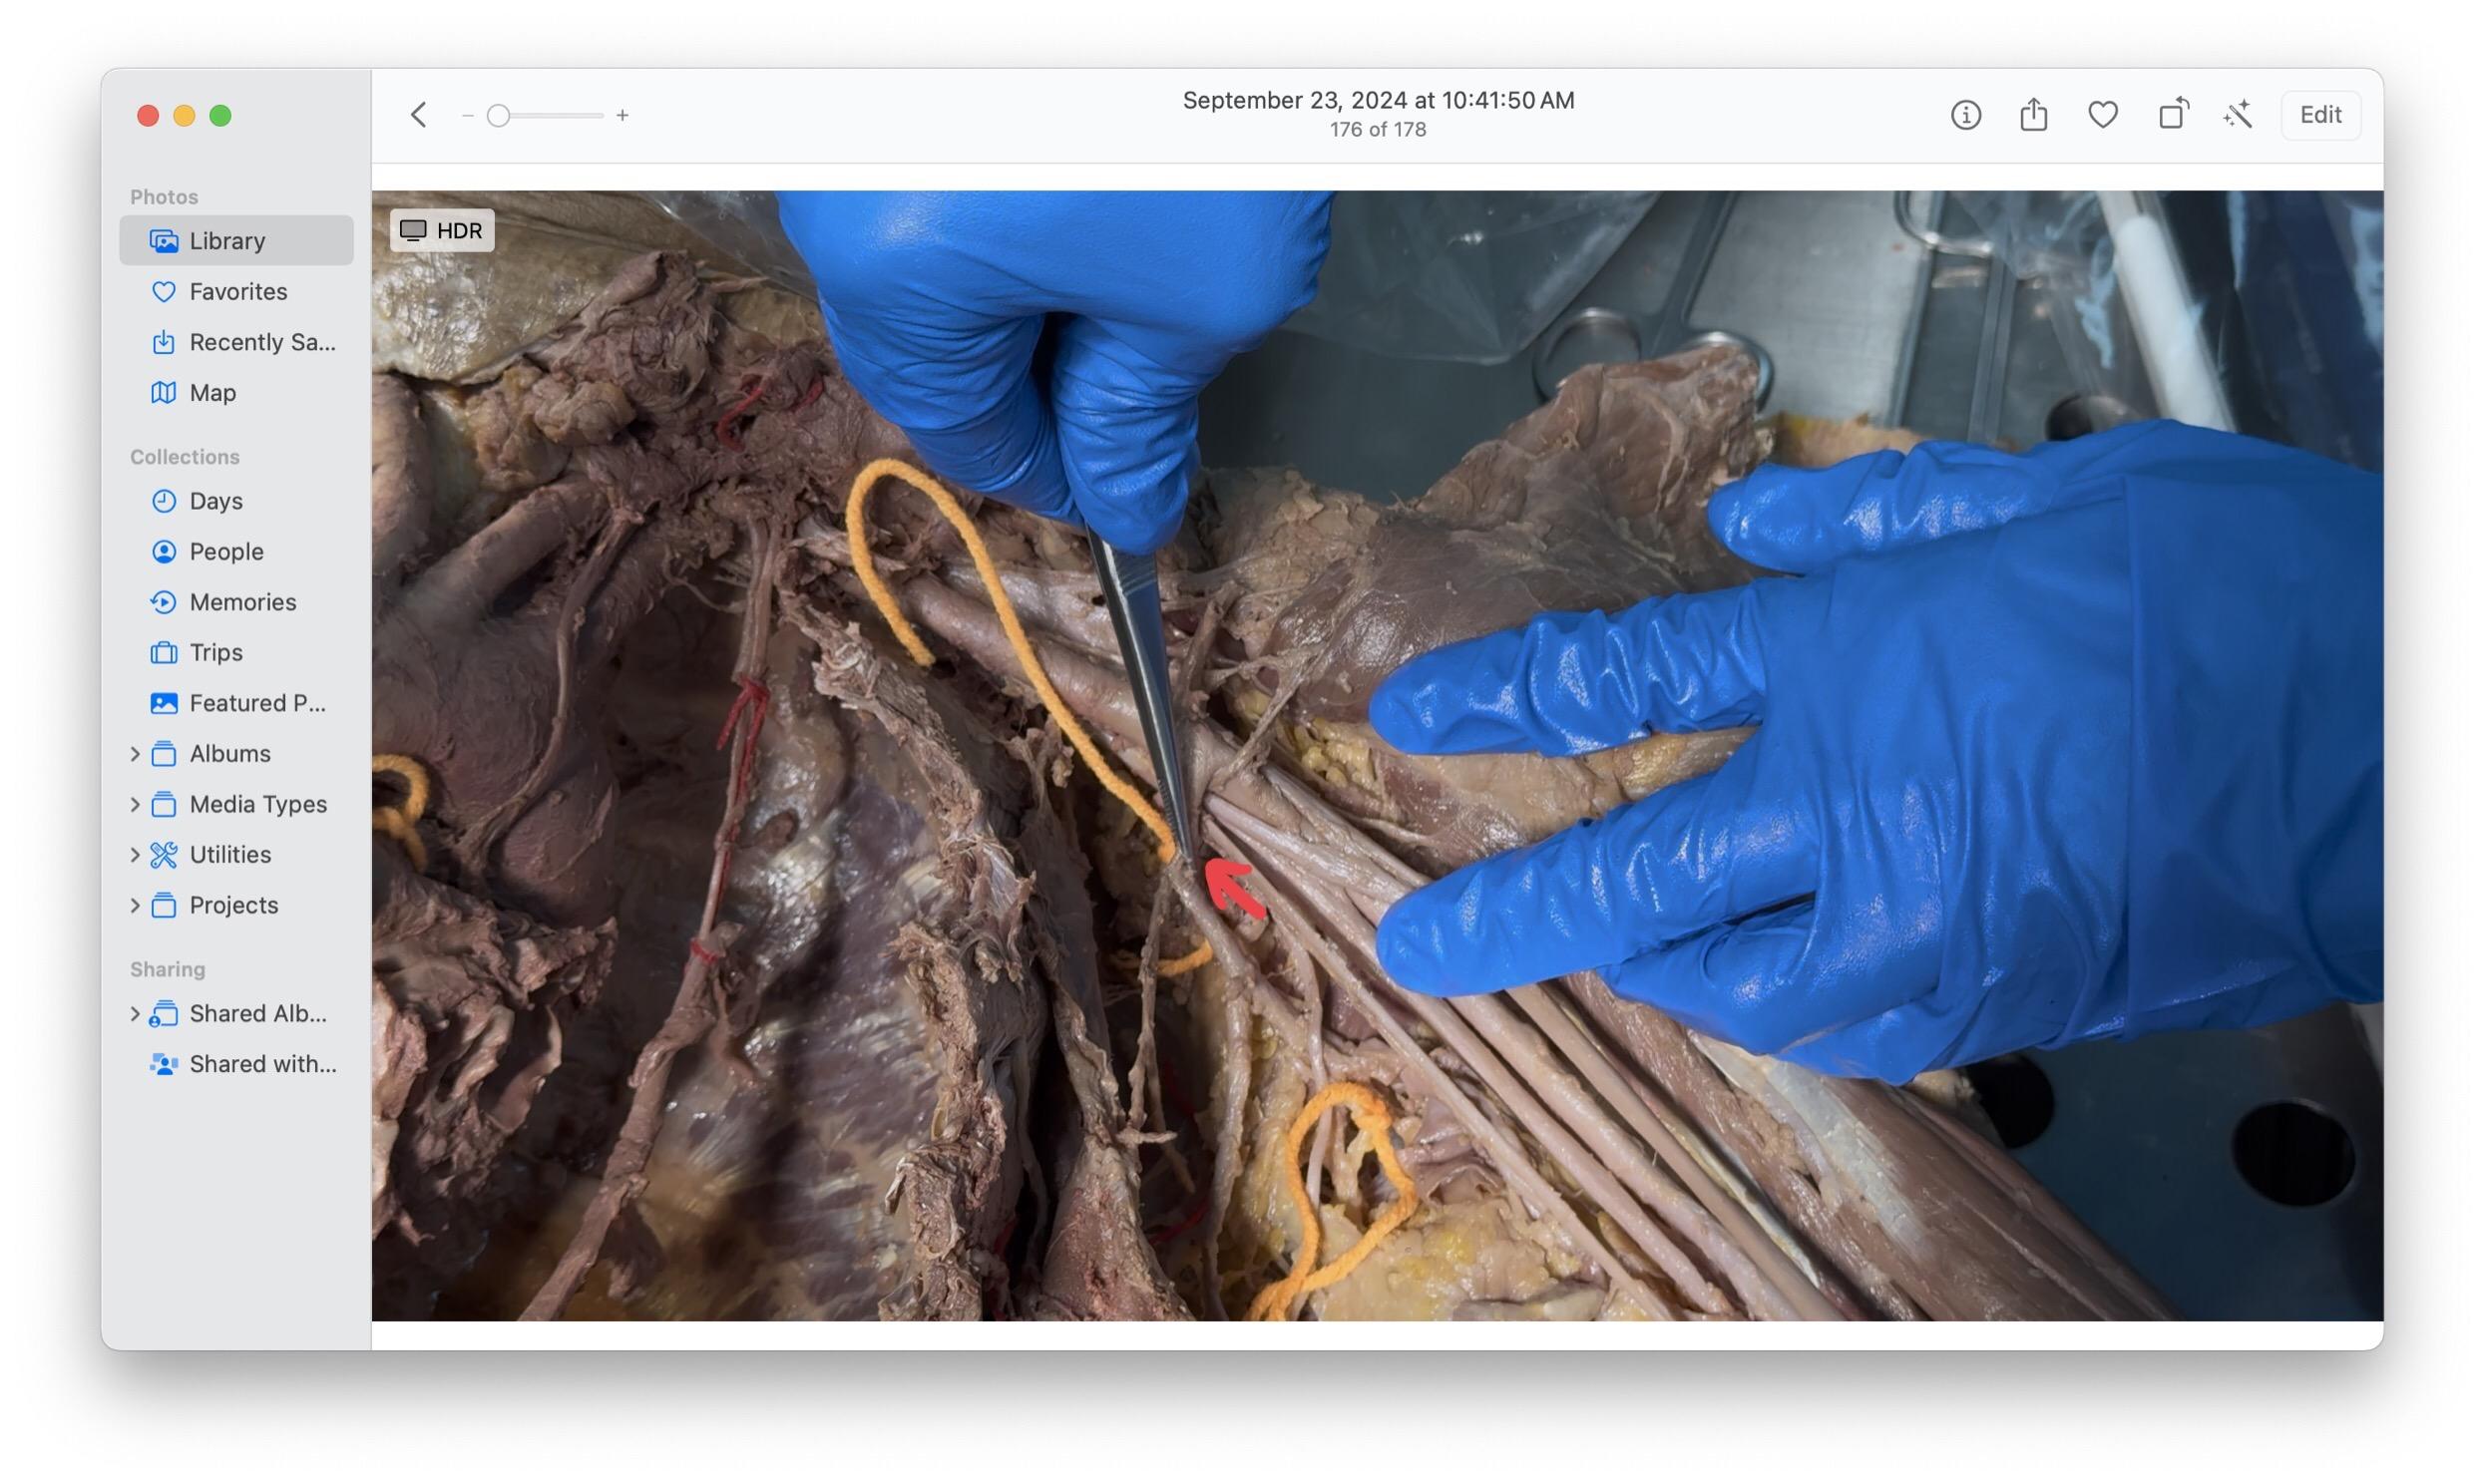 September 23, 2024 at 10:41:50 AM
176 of 178
Edit
Photos
Library
Favorites
Recently Sa...
Map
Collections
Days
People
Memories
Trips
Featured P...
Albums
Media Types
Utilities
Projects
Sharing
Shared Alb...
Shared with...
HDR